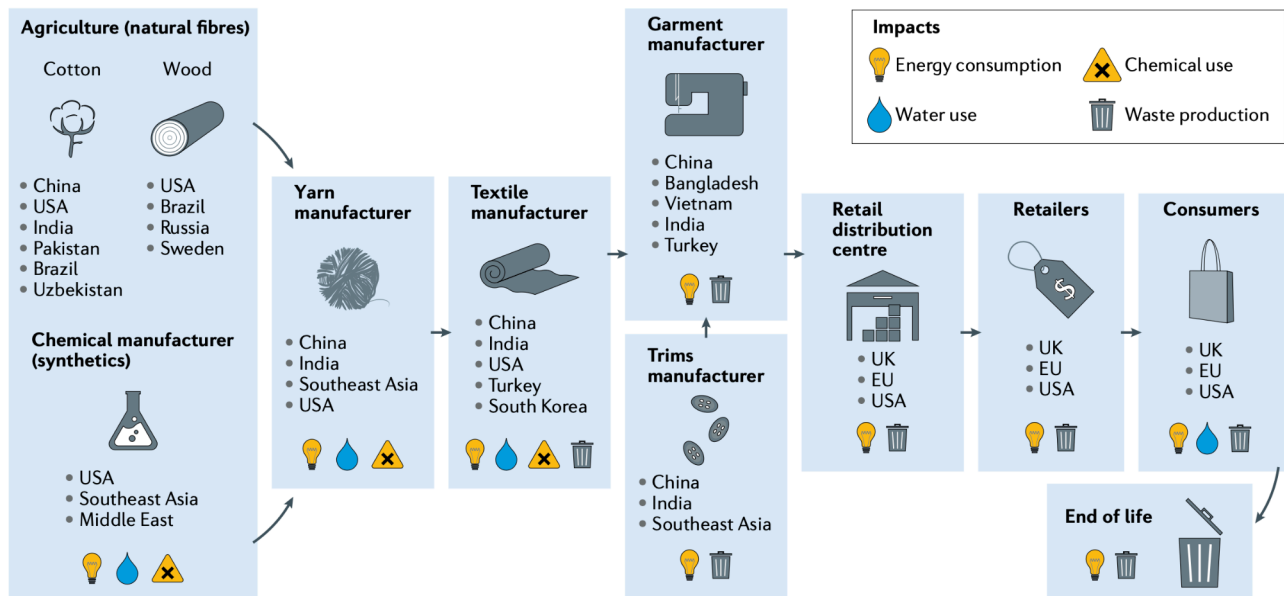 Agriculture (natural fibres)
Cotton
Wood
• China
• USA
• India
• Pakistan
• Brazil
• Uzbekistan
• USA
• Brazil
• Russia
• Sweden
Chemical manufacturer
(synthetics)
• USA
• Southeast Asia
• Middle East
Yarn
manufacturer
• China
• India
• Southeast Asia
• USA
Textile
manufacturer
• China
• India
• USA
• Turkey
• South Korea
Garment
manufacturer
• China
• Bangladesh
• Vietnam
• India
• Turkey
Trims
manufacturer
• China
• India
• Southeast Asia
Impacts
Energy consumption
Chemical use
Water use
Waste production
Retail
distribution
centre
• UK
• EU
• USA
Retailers
$
• UK
• EU
• USA
Consumers
• UK
• EU
• USA
End of life